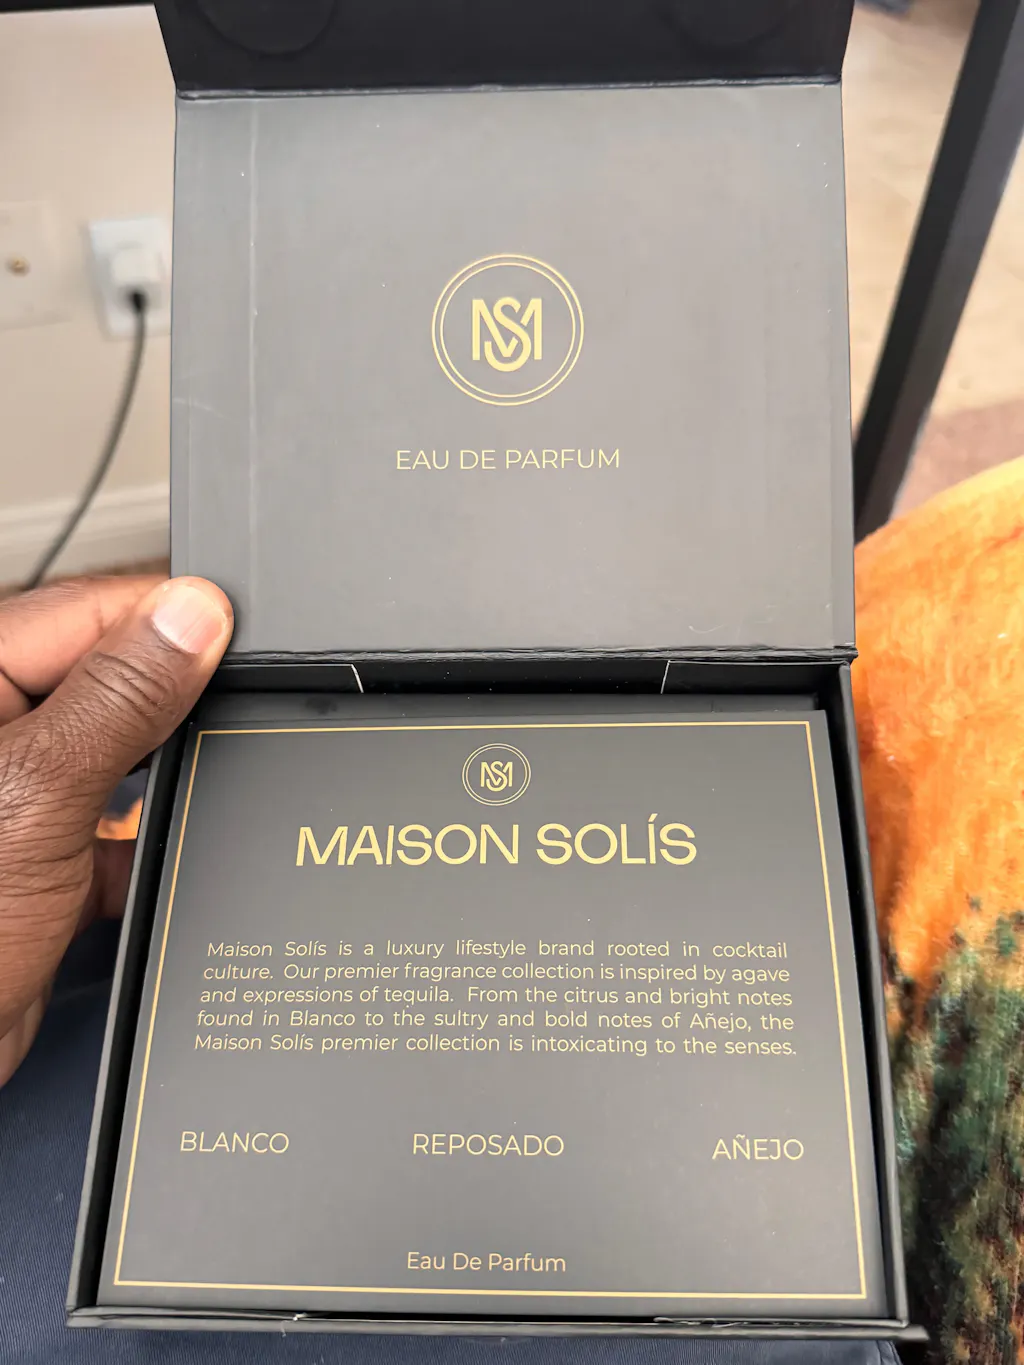 MS
EAU DE PARFUM
MS
MAISON SOLÍS
Maison Solís is a luxury lifestyle brand rooted in cocktail
culture. Our premier fragrance collection is inspired by agave
and expressions of tequila. From the citrus and bright notes
found in Blanco to the sultry and bold notes of Añejo, the
Maison Solís premier collection is intoxicating to the senses.
BLANCO REPOSADO AÑEJO
Eau De Parfum